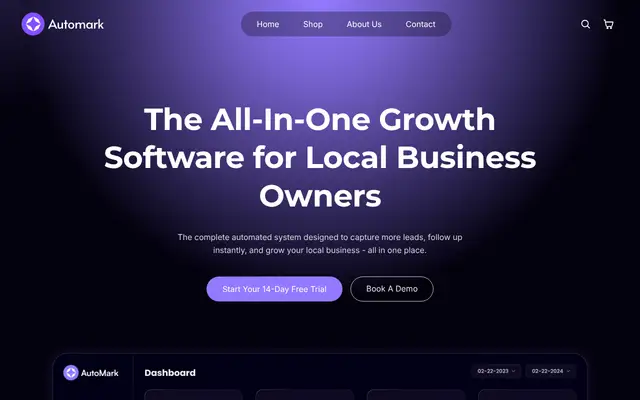 Automark
Home Shop About Us Contact
The All-In-One Growth
Software for Local Business
Owners
The complete automated system designed to capture more leads, follow up
instantly, and grow your local business - all in one place.
Start Your 14-Day Free Trial Book A Demo
AutoMark Dashboard 02-22-2023 02-22-2024